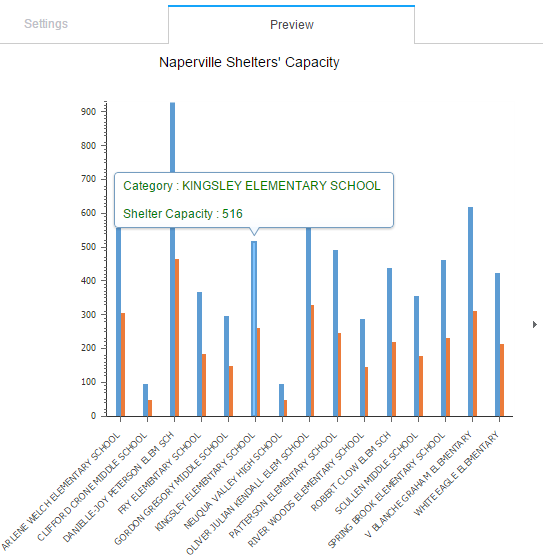 Settings
Preview
Naperville Shelters' Capacity
900
800
700
600
500
400
300
200
100
0
Category : KINGSLEY ELEMENTARY SCHOOL
Shelter Capacity : 516
ARLENE WELCH ELEMENTARY SCHOOL
CLIFFORD CRONE MIDDLE SCHOOL
DANIELLE-JOY PETERSON ELEM SCH
FRY ELEMENTARY SCHOOL
GORDON GREGORY MIDDLE SCHOOL
KINGSLEY ELEMENTARY SCHOOL
NEUQUA VALLEY HIGH SCHOOL
OLIVER JULIAN KENDALL ELEM SCHOOL
PATTERSON ELEMENTARY SCHOOL
RIVER WOODS ELEMENTARY SCHOOL
ROBERT CLOW ELEM SCH
SCULLEN MIDDLE SCHOOL
SPRING BROOK ELEMENTARY SCHOOL
V BLANCHE GRAHAM ELEMENTARY
WHITE EAGLE ELEMENTARY